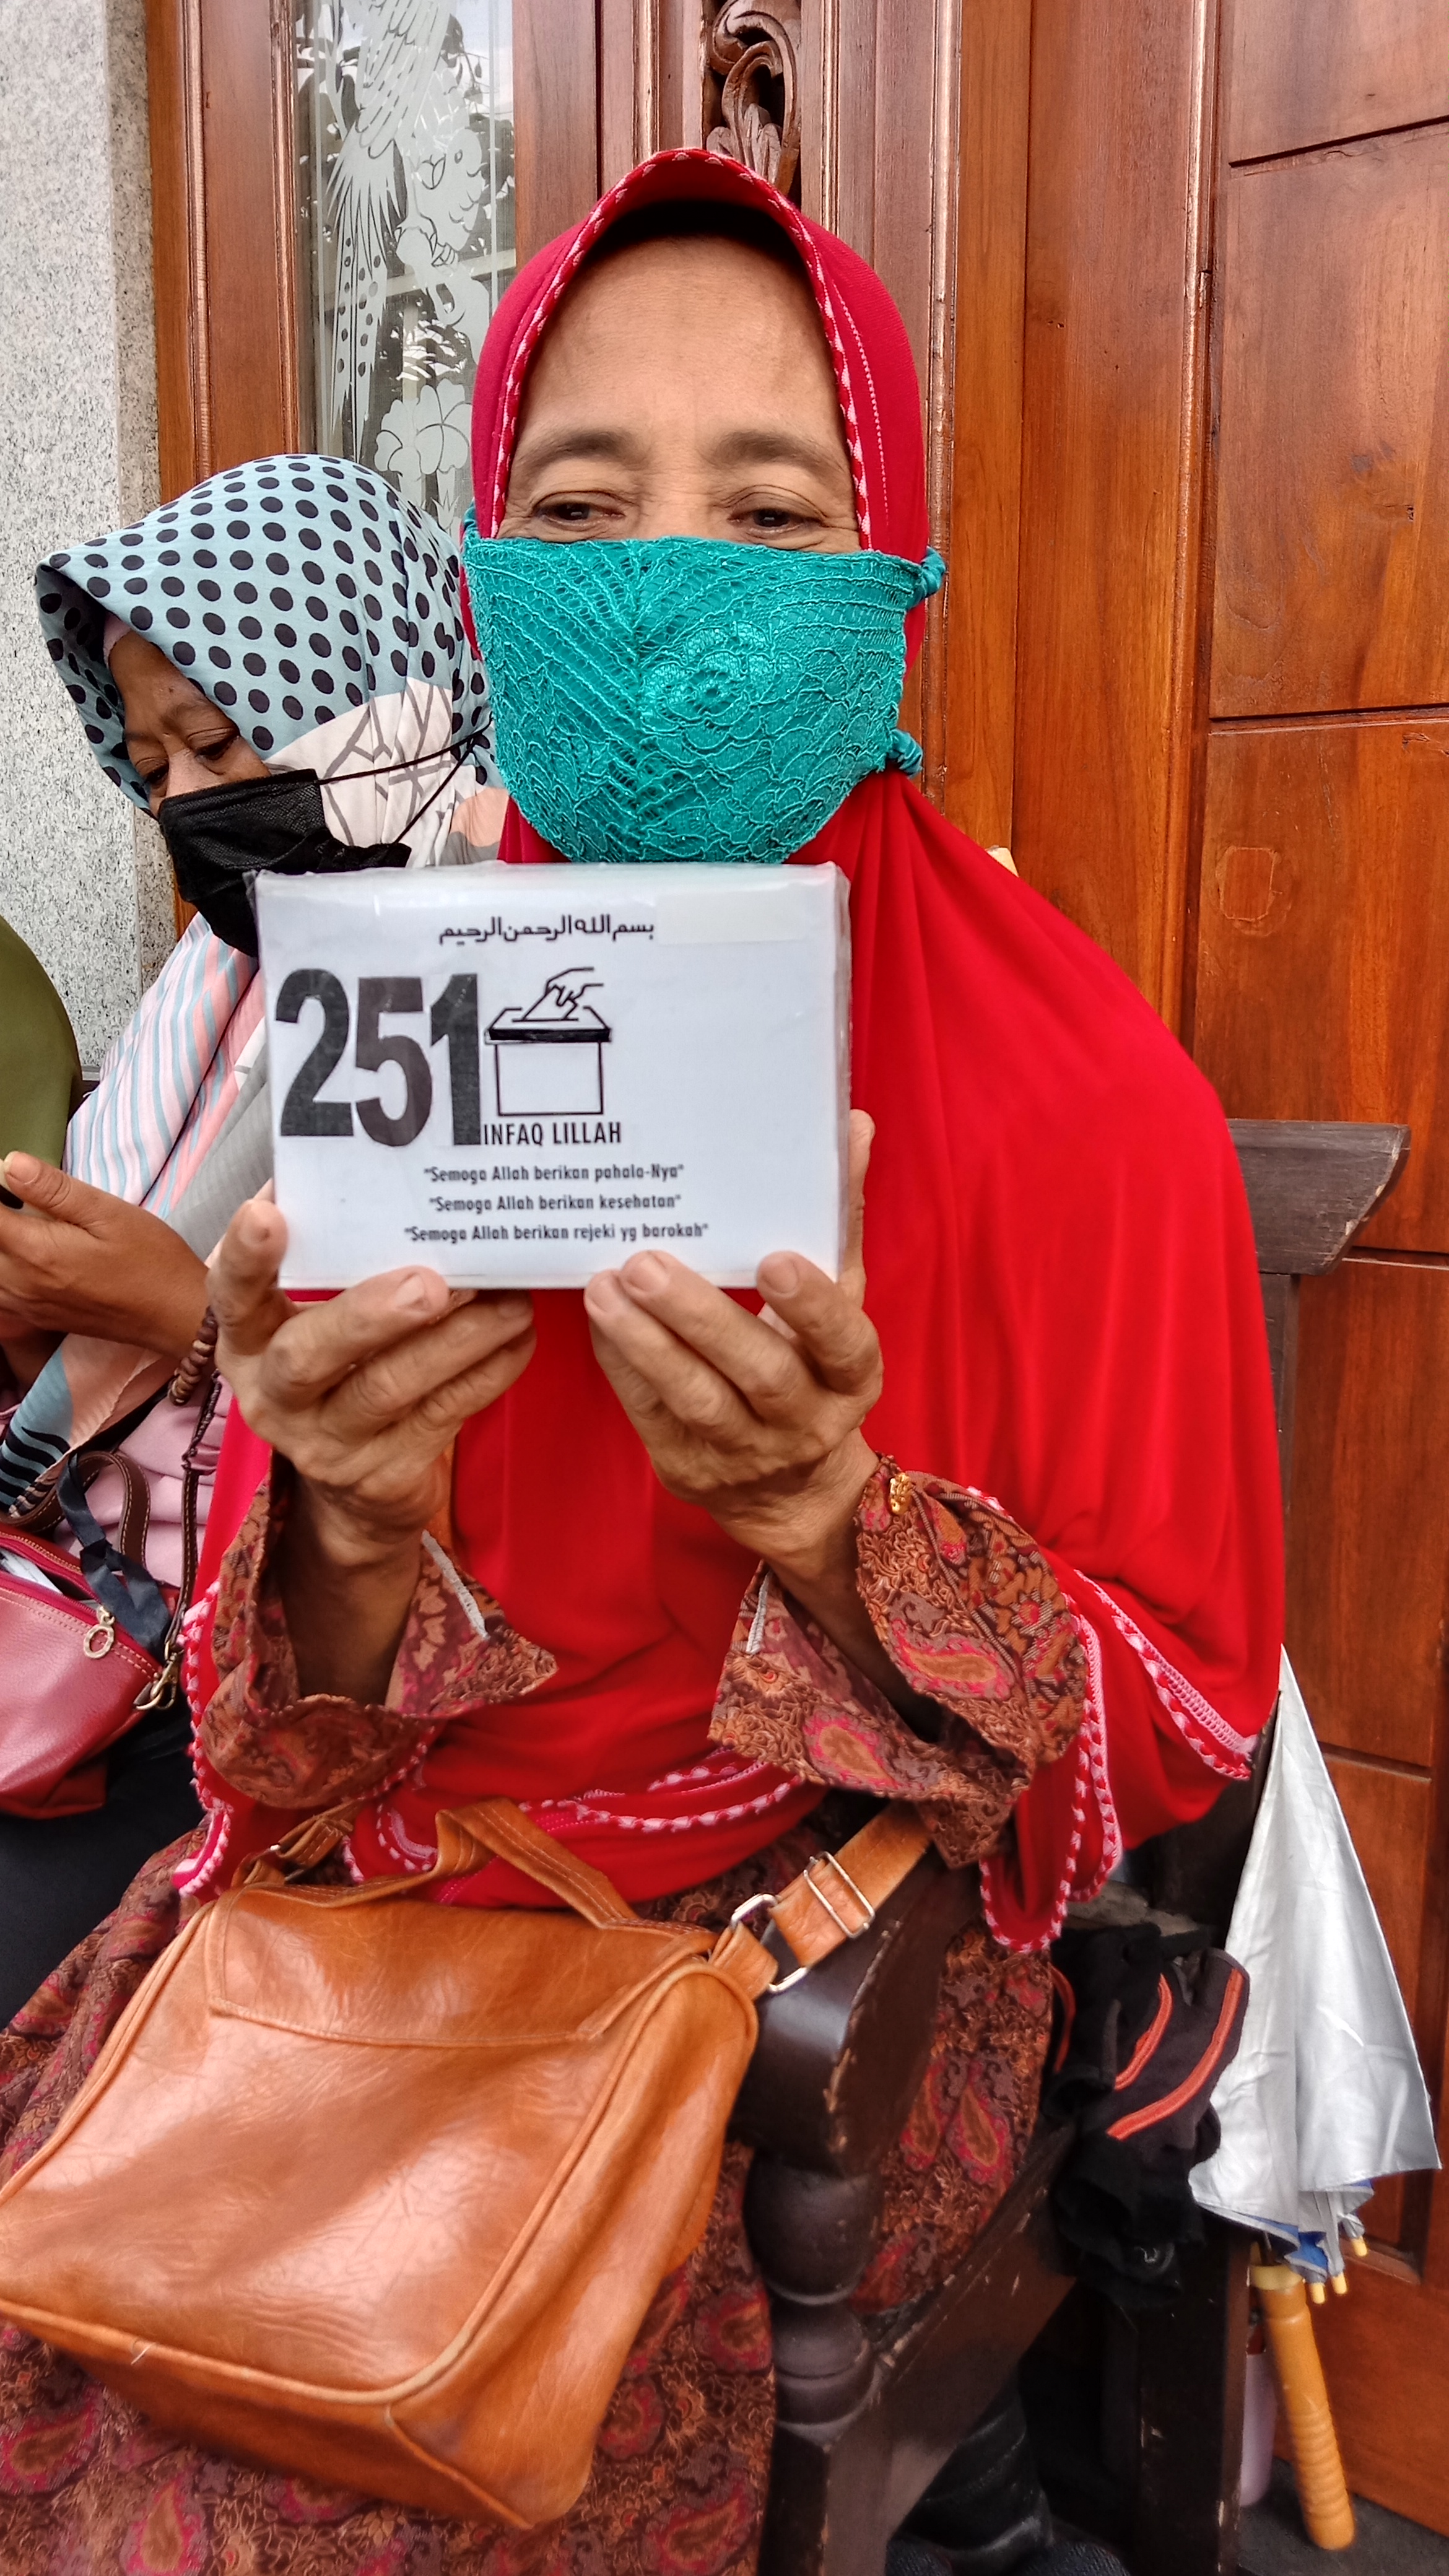 بسم الله الرحمن الرحيم
251
INFAQ LILLAH
"Semoga Allah berikan pahala-Nya"
"Semoga Allah berikan kesehatan"
"Semoga Allah berikan rejeki yg barokah"